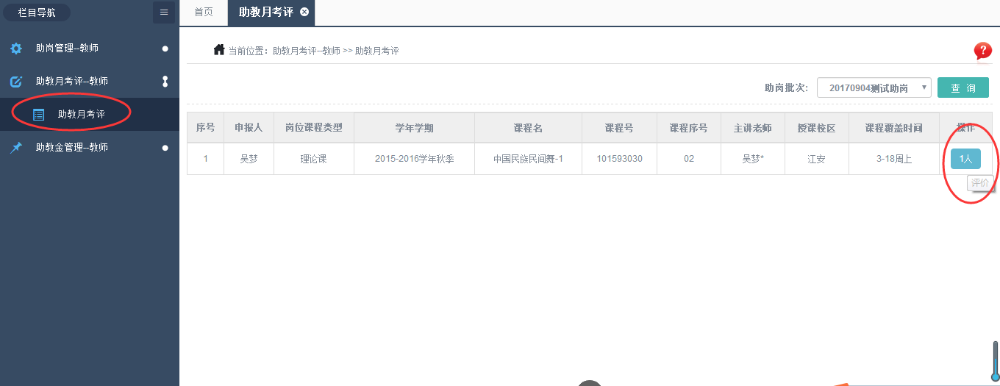 栏目导航
首页
助教月考评
助岗管理--教师
助教月考评--教师
助教月考评
助教金管理--教师
当前位置：助教月考评--教师 >> 助教月考评
?
助岗批次:
20170904测试助岗
查 询
序号 申报人 岗位课程类型 学年学期 课程名 课程号 课程序号 主讲老师 授课校区 课程覆盖时间 操作
1 吴梦 理论课 2015-2016学年秋季 中国民族民间舞-1 101593030 02 吴梦* 江安 3-18周上 1人
评价